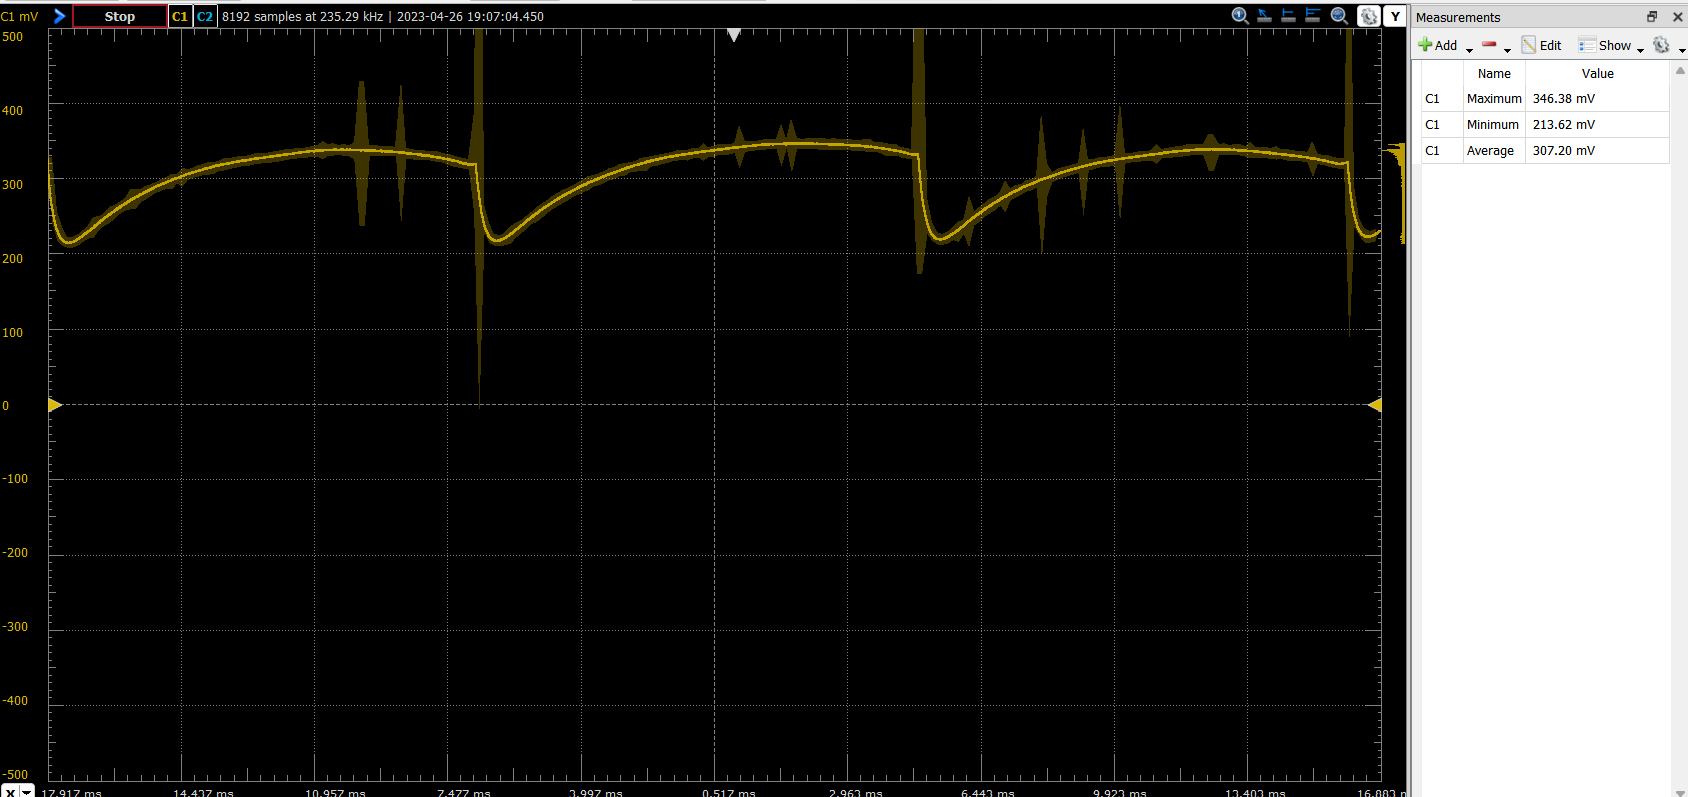 C1 mV Stop C1 C2 8192 samples at 235.29 kHz | 2023-04-26 19:07:04.450 Y
Measurements
Add Edit Show
Name Value
C1 Maximum 346.38 mV
C1 Minimum 213.62 mV
C1 Average 307.20 mV
500
400
300
200
100
0
-100
-200
-300
-400
-500
X 17.917 ms 14.437 ms 10.957 ms 7.477 ms 3.997 ms 0.517 ms 2.963 ms 6.443 ms 9.923 ms 13.403 ms 16.883 m